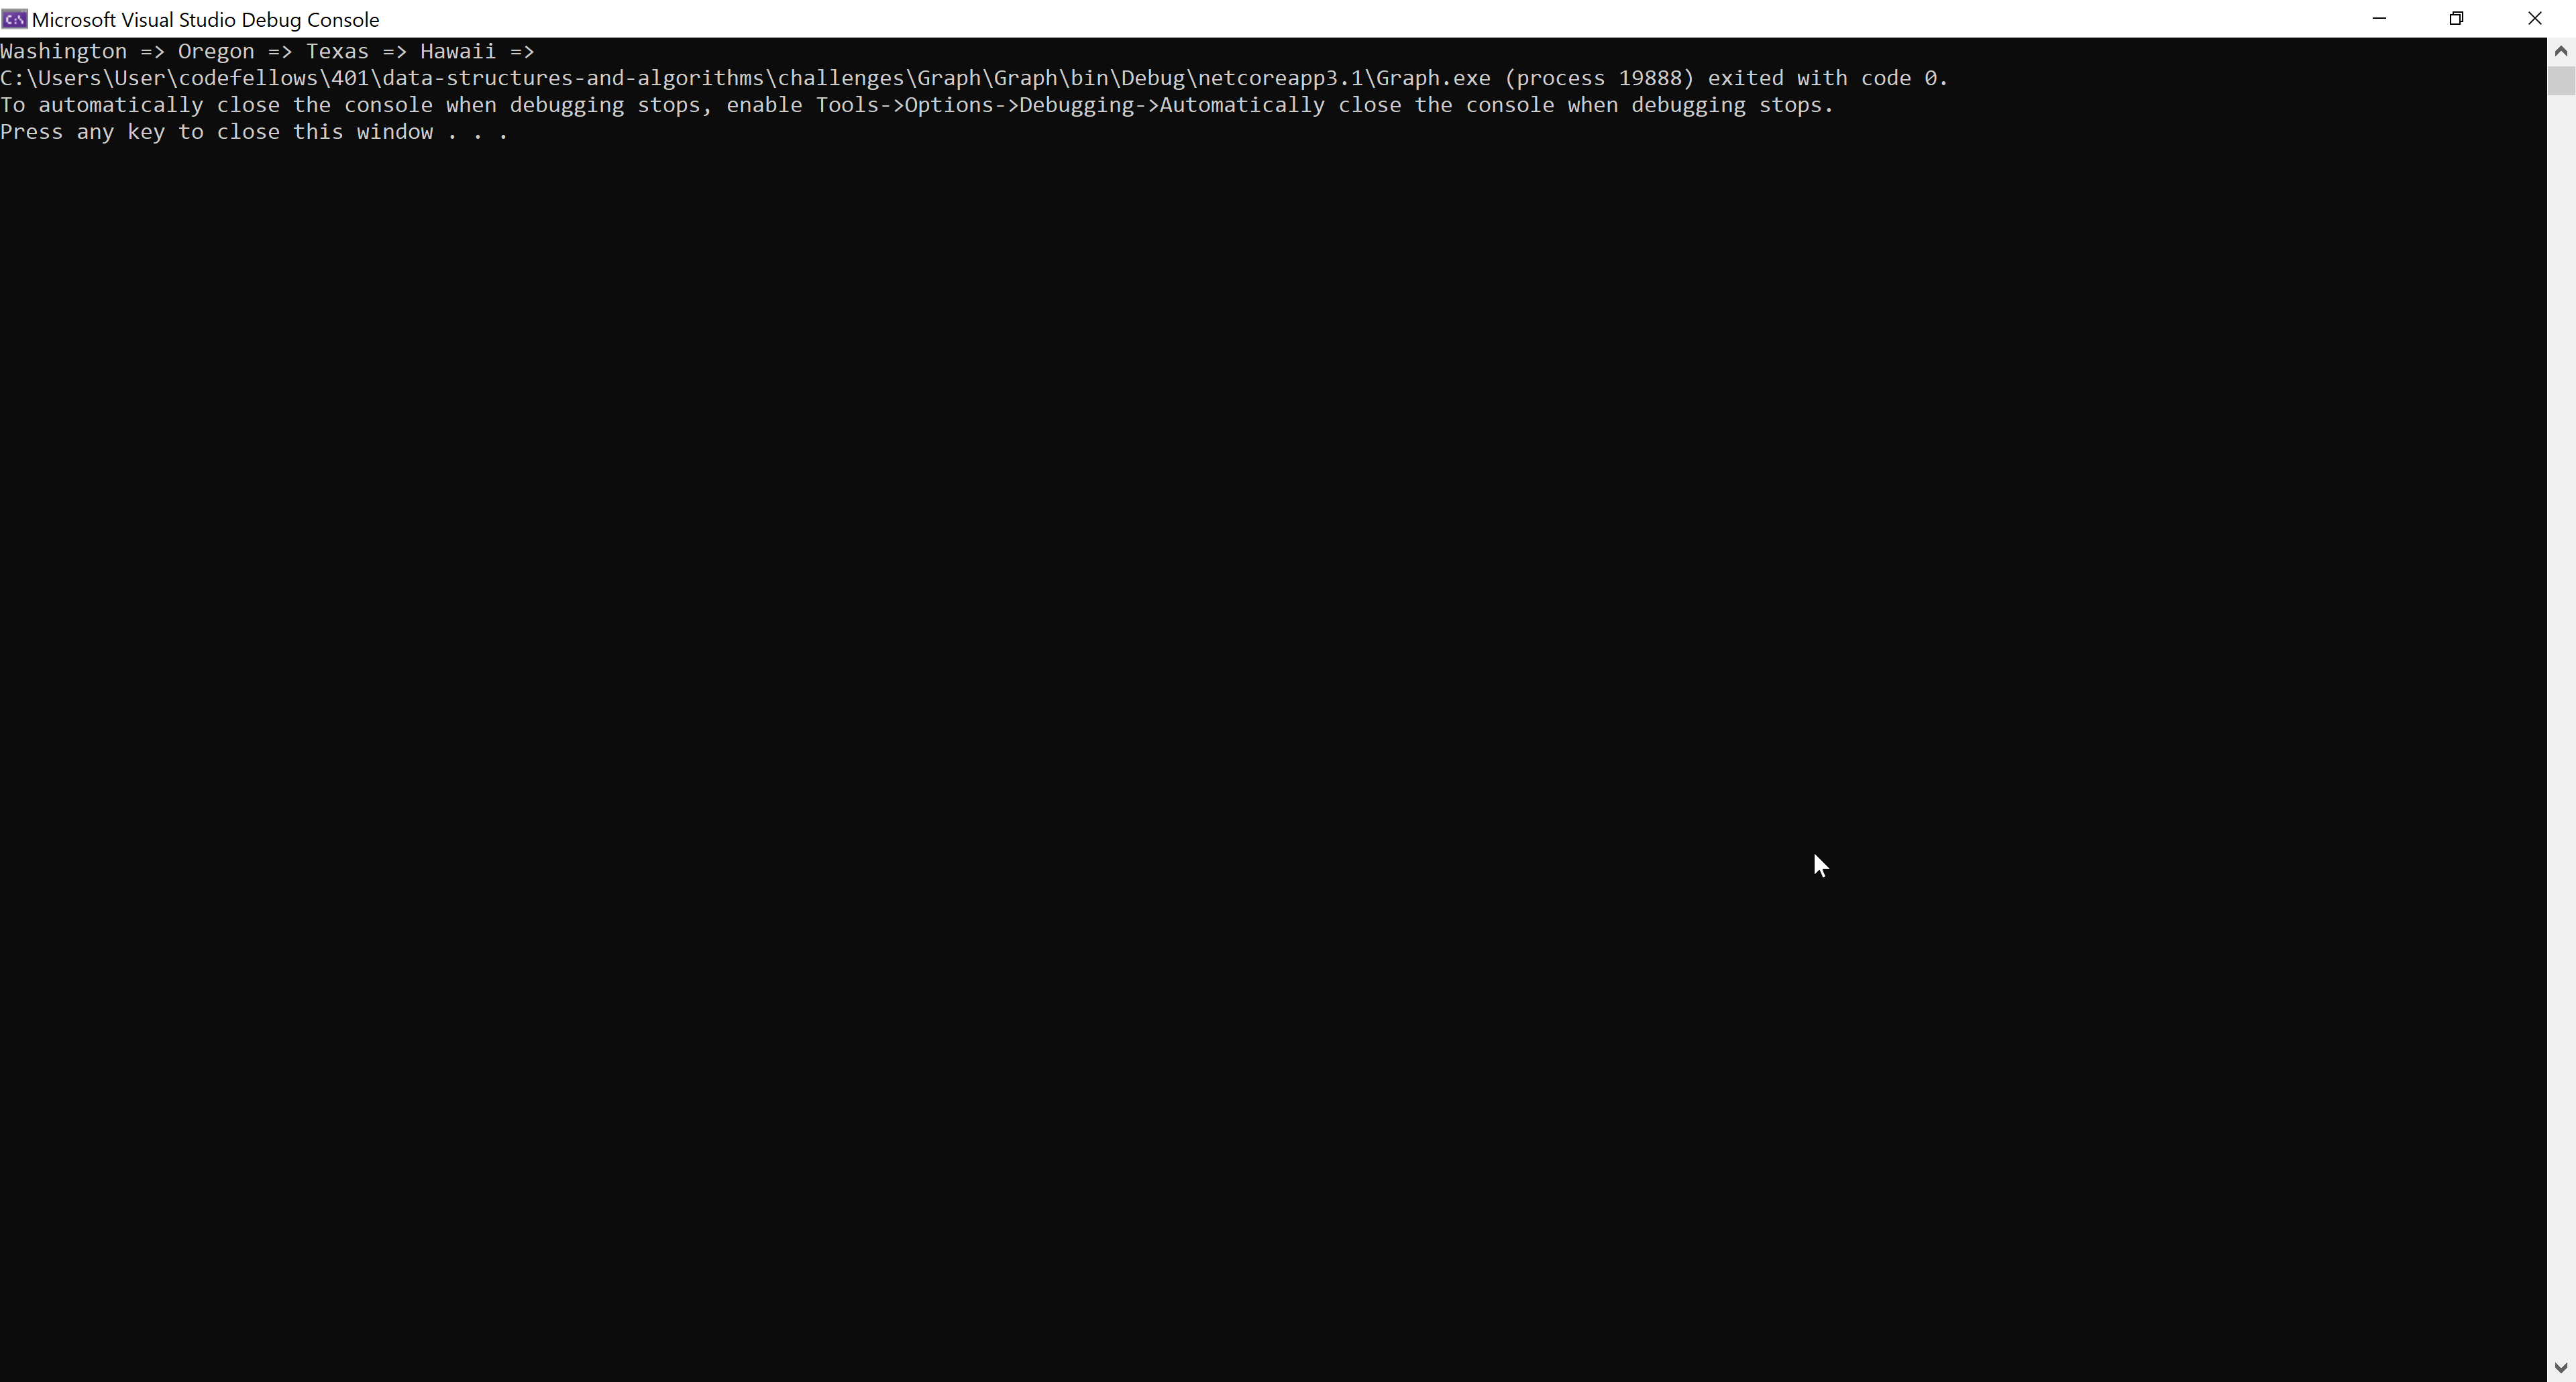 Microsoft Visual Studio Debug Console
Washington => Oregon => Texas => Hawaii =>
C:\Users\User\codefellows\401\data-structures-and-algorithms\challenges\Graph\Graph\bin\Debug\netcoreapp3.1\Graph.exe (process 19888) exited with code 0.
To automatically close the console when debugging stops, enable Tools->Options->Debugging->Automatically close the console when debugging stops.
Press any key to close this window . . .